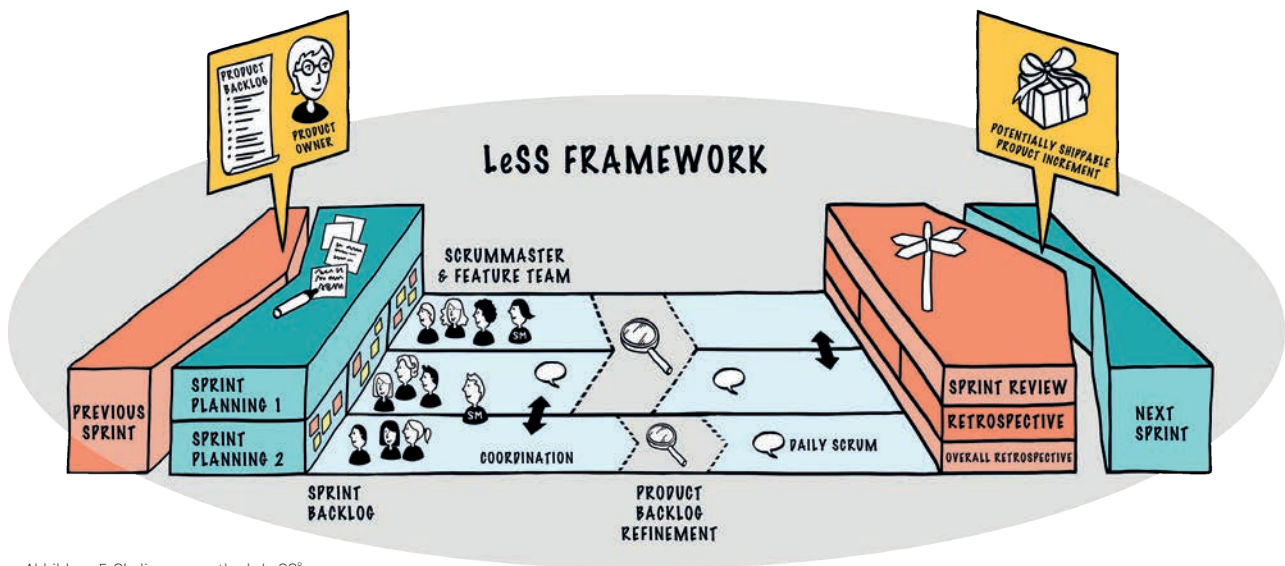 PRODUCT
BACKLOG
PRODUCT
OWNER
LeSS FRAMEWORK
POTENTIALLY SHIPPABLE
PRODUCT INCREMENT
SCRUMMASTER
& FEATURE TEAM
SM
SM
PREVIOUS
SPRINT
SPRINT
PLANNING 1
SPRINT
PLANNING 2
COORDINATION
DAILY SCRUM
SPRINT REVIEW
RETROSPECTIVE
OVERALL RETROSPECTIVE
NEXT
SPRINT
SPRINT
BACKLOG
PRODUCT
BACKLOG
REFINEMENT